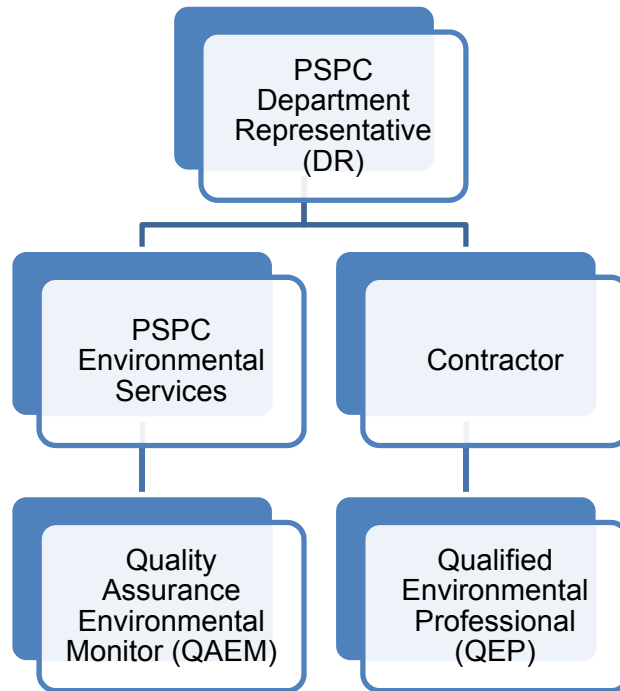 PSPC
Department
Representative
(DR)
PSPC
Environmental
Services
Contractor
Quality
Assurance
Environmental
Monitor (QAEM)
Qualified
Environmental
Professional
(QEP)